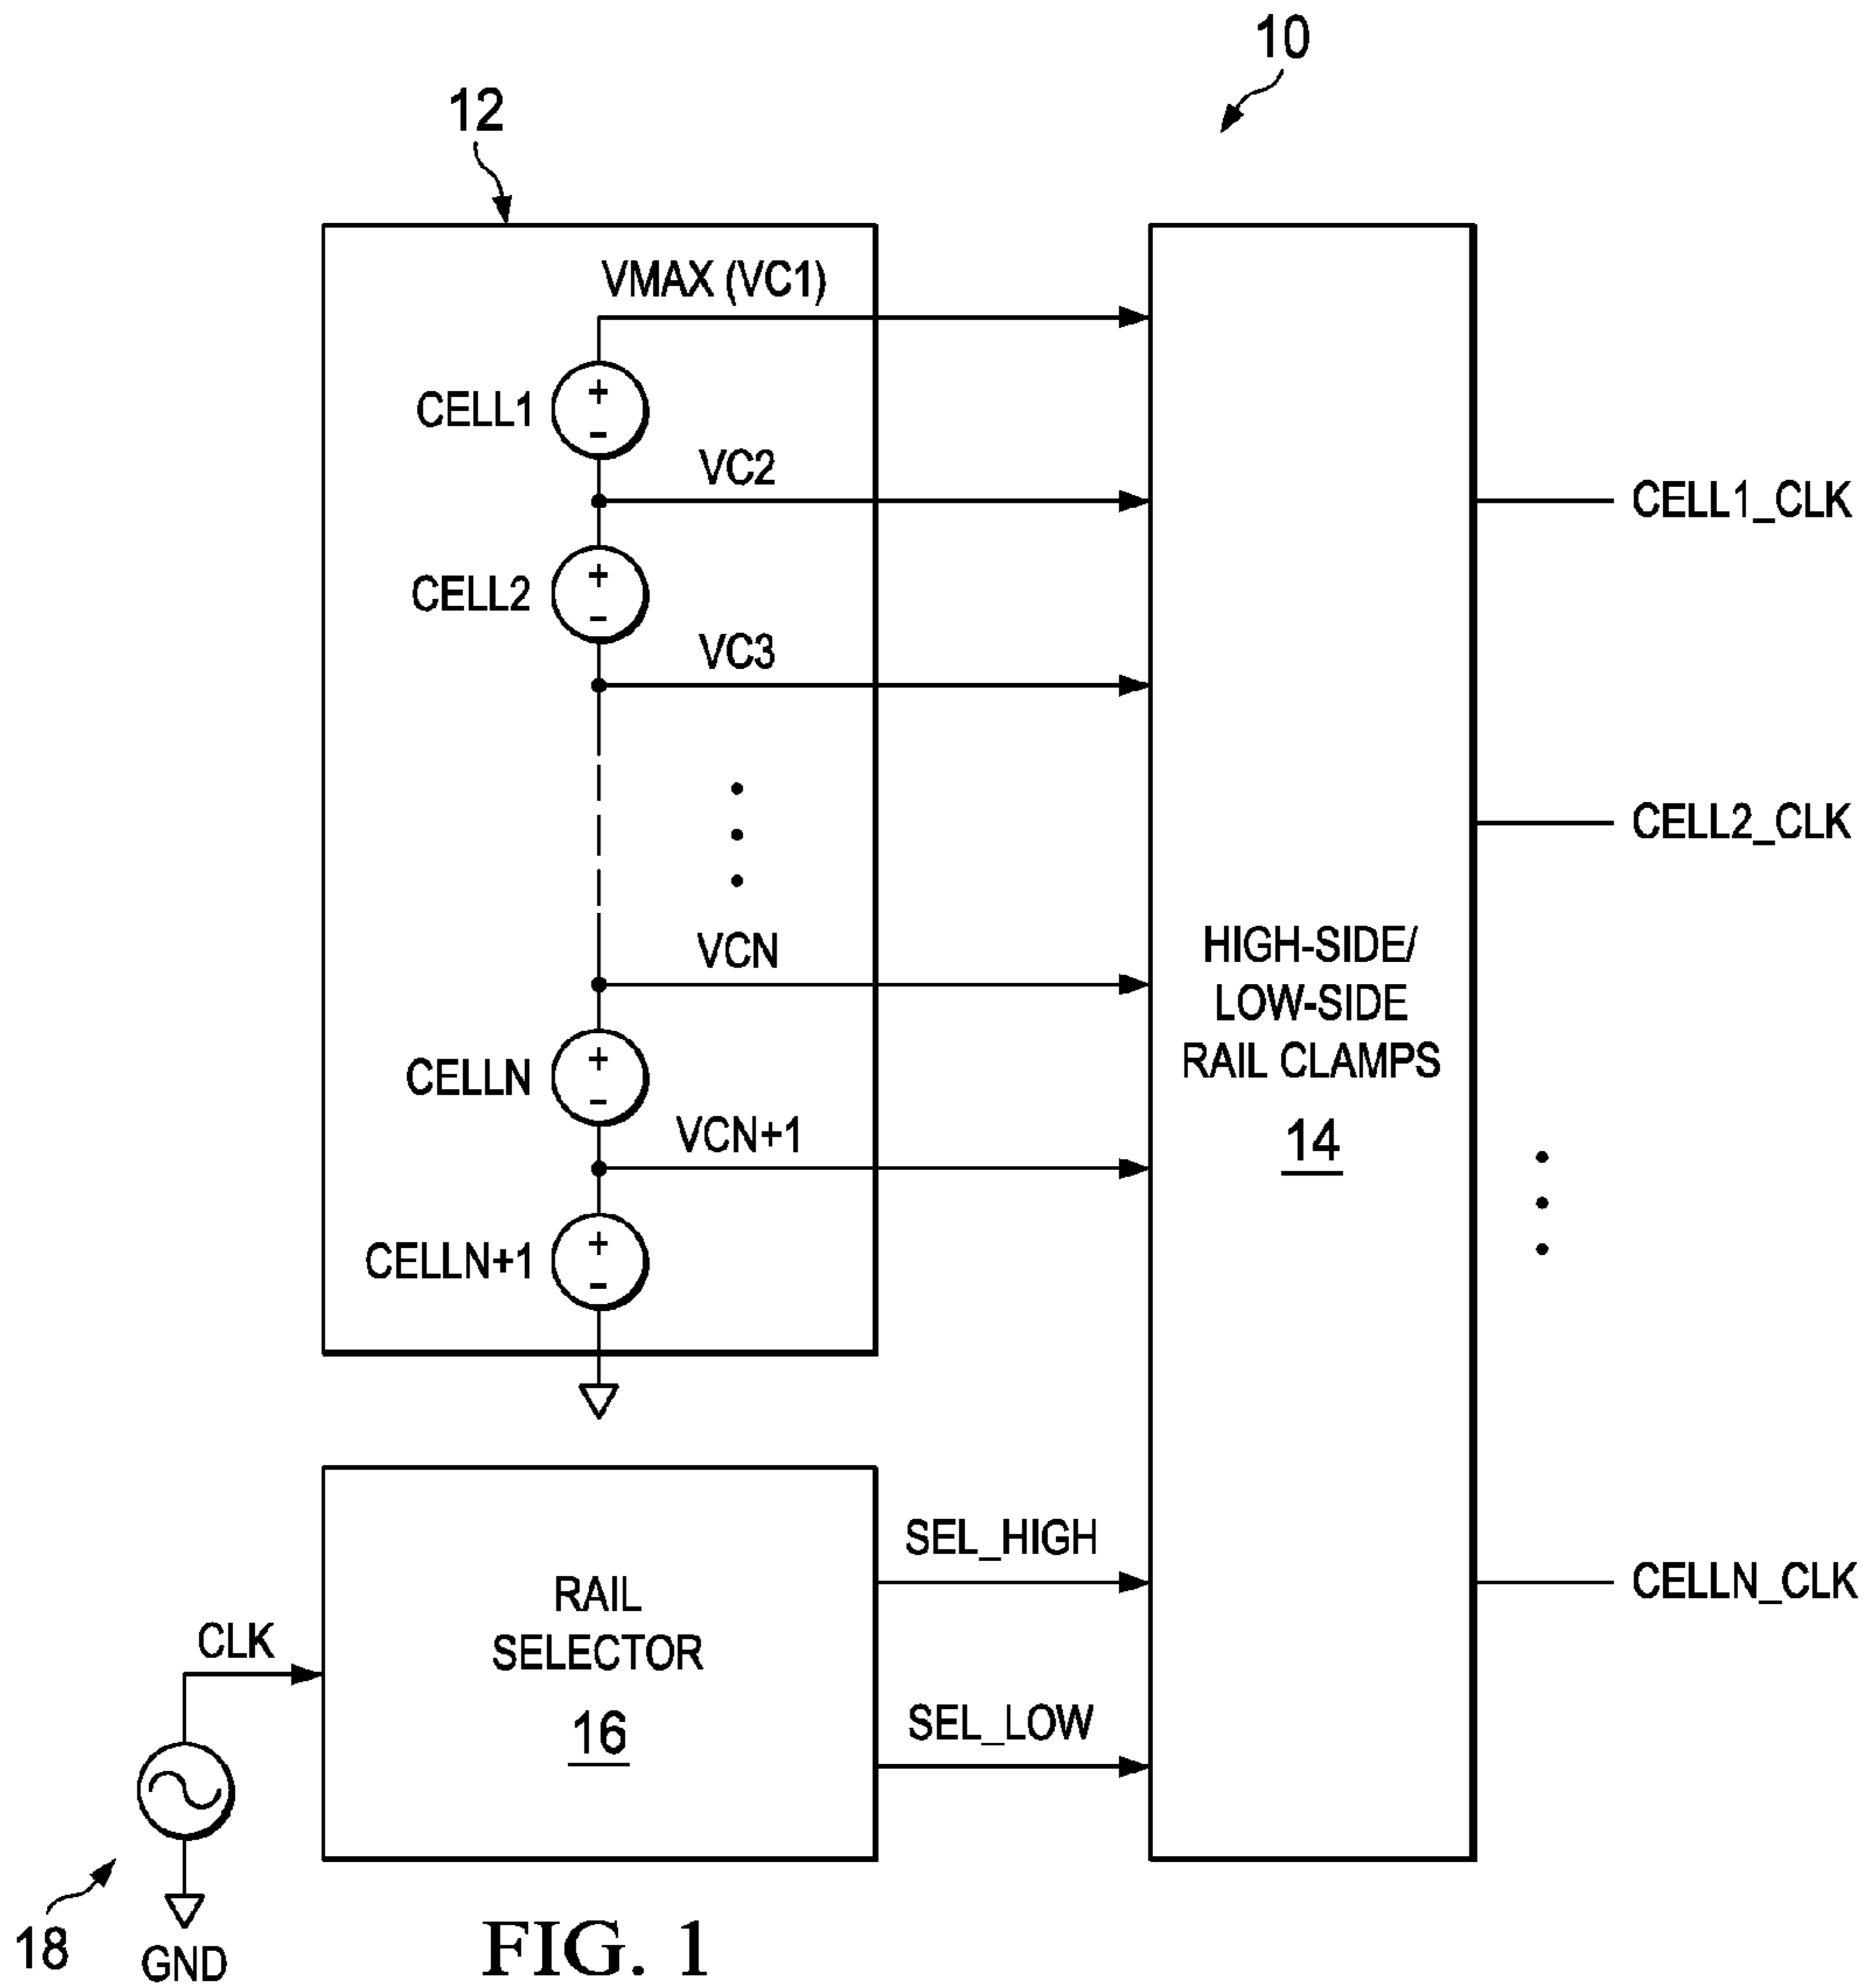 10
12
VMAX (VC1)
CELL1
+
-
VC2
CELL1_CLK
CELL2
+
-
VC3
CELL2_CLK
VCN
HIGH-SIDE/
LOW-SIDE
RAIL CLAMPS
14
CELLN
+
-
VCN+1
CELLN+1
+
-
SEL_HIGH
CELLN_CLK
RAIL
SELECTOR
16
CLK
SEL_LOW
18
GND
FIG. 1